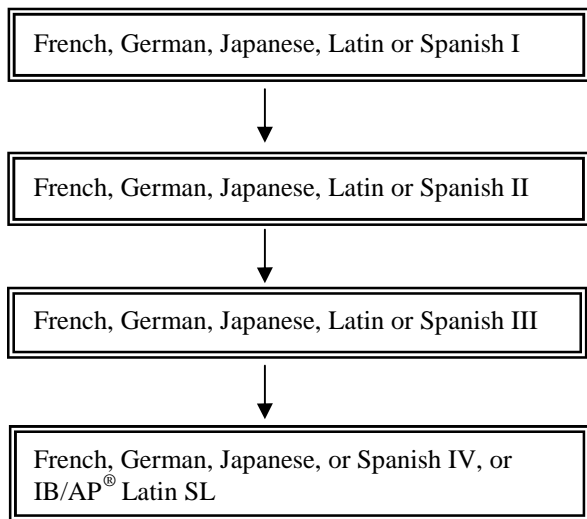 French, German, Japanese, Latin or Spanish I
French, German, Japanese, Latin or Spanish II
French, German, Japanese, Latin or Spanish III
French, German, Japanese, or Spanish IV, or
IB/AP® Latin SL